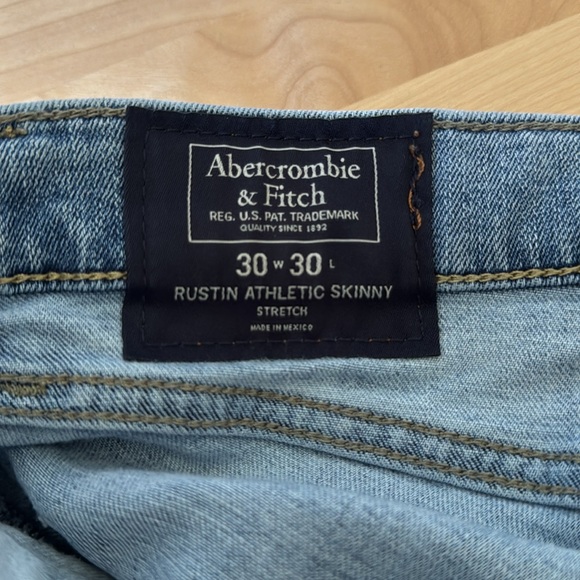 Abercrombie
& Fitch
REG. U.S. PAT. TRADEMARK
QUALITY SINCE 1892
30 W 30 L
RUSTIN ATHLETIC SKINNY
STRETCH
MADE IN MEXICO